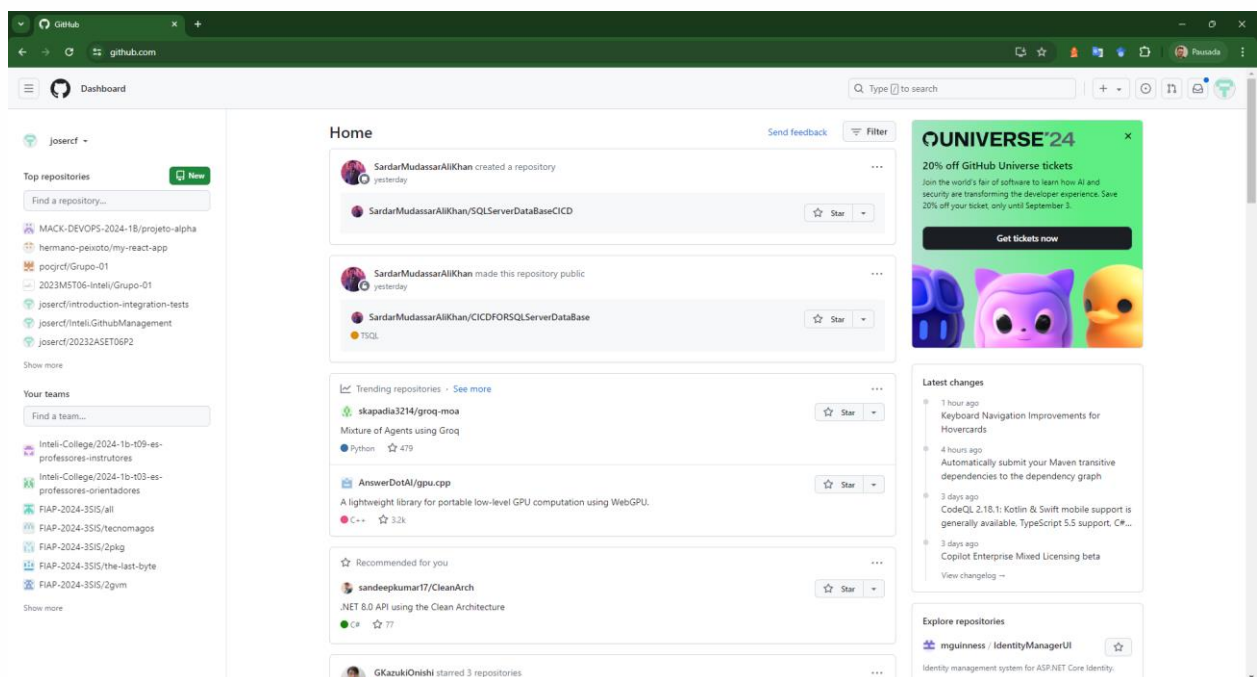 GitHub
github.com
Pausada
Dashboard
Type / to search
josercf
Top repositories
New
Find a repository...
MACK-DEVOPS-2024-1B/projeto-alpha
hermano-peixoto/my-react-app
pocjrcf/Grupo-01
2023M5T06-Inteli/Grupo-01
josercf/introduction-integration-tests
josercf/Inteli.GithubManagement
josercf/20232ASET06P2
Show more
Your teams
Find a team...
Inteli-College/2024-1b-t09-es-
professores-instrutores
Inteli-College/2024-1b-t03-es-
professores-orientadores
FIAP-2024-3SIS/all
FIAP-2024-3SIS/tecnomagos
FIAP-2024-3SIS/2pkg
FIAP-2024-3SIS/the-last-byte
FIAP-2024-3SIS/2gvm
Show more
Home
Send feedback
Filter
SardarMudassarAliKhan created a repository
yesterday
SardarMudassarAliKhan/SQLServerDataBaseCICD
Star
SardarMudassarAliKhan made this repository public
yesterday
SardarMudassarAliKhan/CICDFORSQLServerDataBase
Star
TSQL
Trending repositories · See more
skapadia3214/groq-moa
Star
Mixture of Agents using Groq
Python 479
AnswerDotAI/gpu.cpp
Star
A lightweight library for portable low-level GPU computation using WebGPU.
C++ 3.2k
Recommended for you
sandeepkumar17/CleanArch
Star
.NET 8.0 API using the Clean Architecture
C# 77
GKazukiOnishi starred 3 repositories
UNIVERSE'24
20% off GitHub Universe tickets
Join the world's fair of software to learn how AI and
security are transforming the developer experience. Save
20% off your ticket, only until September 3.
Get tickets now
Latest changes
1 hour ago
Keyboard Navigation Improvements for
Hovercards
4 hours ago
Automatically submit your Maven transitive
dependencies to the dependency graph
3 days ago
CodeQL 2.18.1: Kotlin & Swift mobile support is
generally available, TypeScript 5.5 support, C#...
3 days ago
Copilot Enterprise Mixed Licensing beta
View changelog →
Explore repositories
mguinness / IdentityManagerUI
Identity management system for ASP.NET Core Identity.